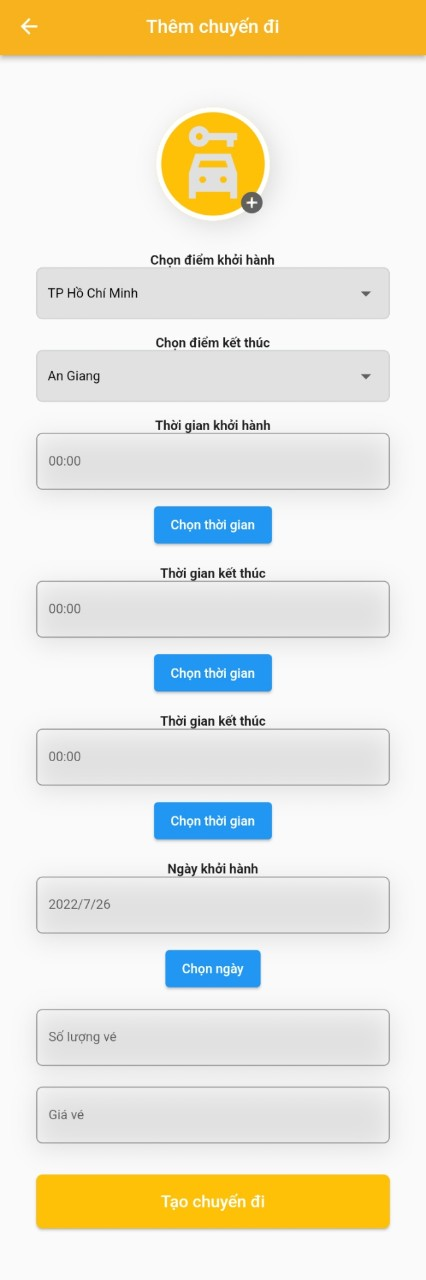 Thêm chuyến đi
Chọn điểm khởi hành
TP Hồ Chí Minh
Chọn điểm kết thúc
An Giang
Thời gian khởi hành
00:00
Chọn thời gian
Thời gian kết thúc
00:00
Chọn thời gian
Thời gian kết thúc
00:00
Chọn thời gian
Ngày khởi hành
2022/7/26
Chọn ngày
Số lượng vé
Giá vé
Tạo chuyến đi